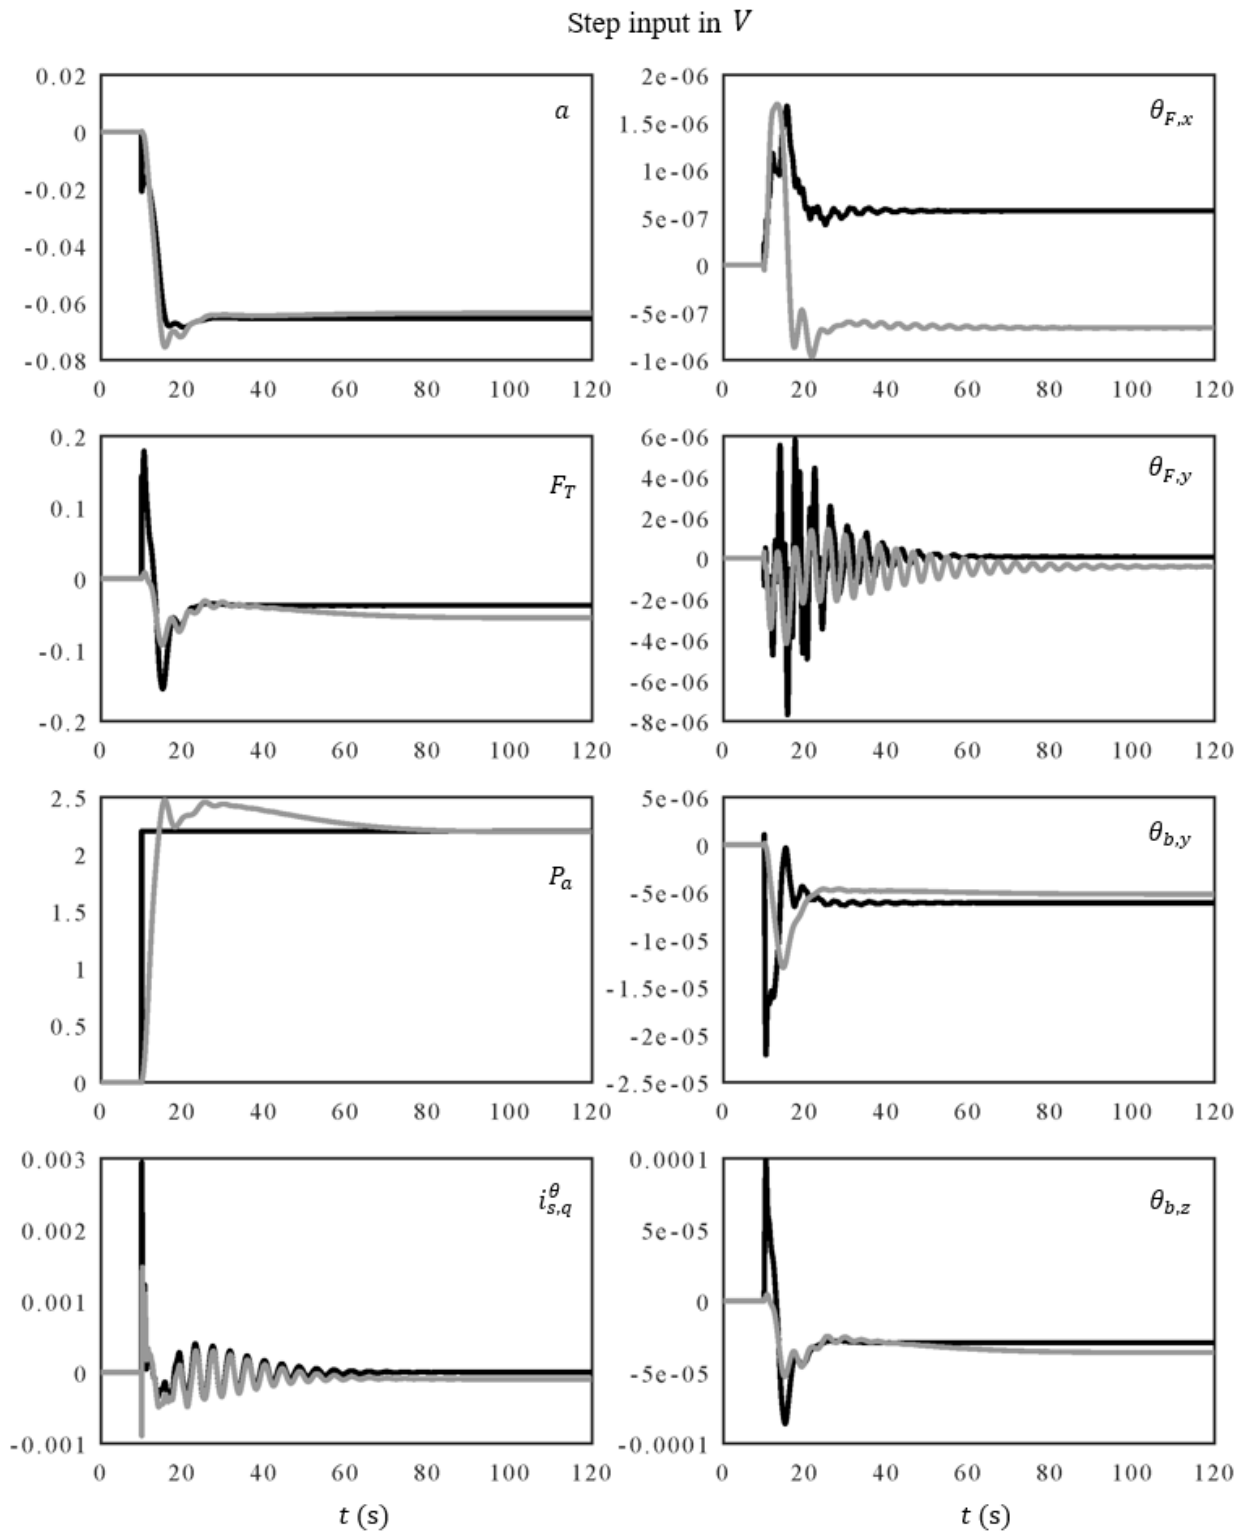 Step input in V
0.02
0
-0.02
-0.04
-0.06
-0.08
a
0 20 40 60 80 100 120
2e-06
1.5e-06
1e-06
5e-07
0
-5e-07
-1e-06
θ_{F,x}
0 20 40 60 80 100 120
0.2
0.1
0
-0.1
-0.2
F_T
0 20 40 60 80 100 120
6e-06
4e-06
2e-06
0
-2e-06
-4e-06
-6e-06
-8e-06
θ_{F,y}
0 20 40 60 80 100 120
2.5
2
1.5
1
0.5
0
P_a
0 20 40 60 80 100 120
5e-06
0
-5e-06
-1e-05
-1.5e-05
-2e-05
-2.5e-05
θ_{b,y}
0 20 40 60 80 100 120
0.003
0.002
0.001
0
-0.001
i_{s,q}^θ
0 20 40 60 80 100 120
t (s)
0.0001
5e-05
0
-5e-05
-0.0001
θ_{b,z}
0 20 40 60 80 100 120
t (s)